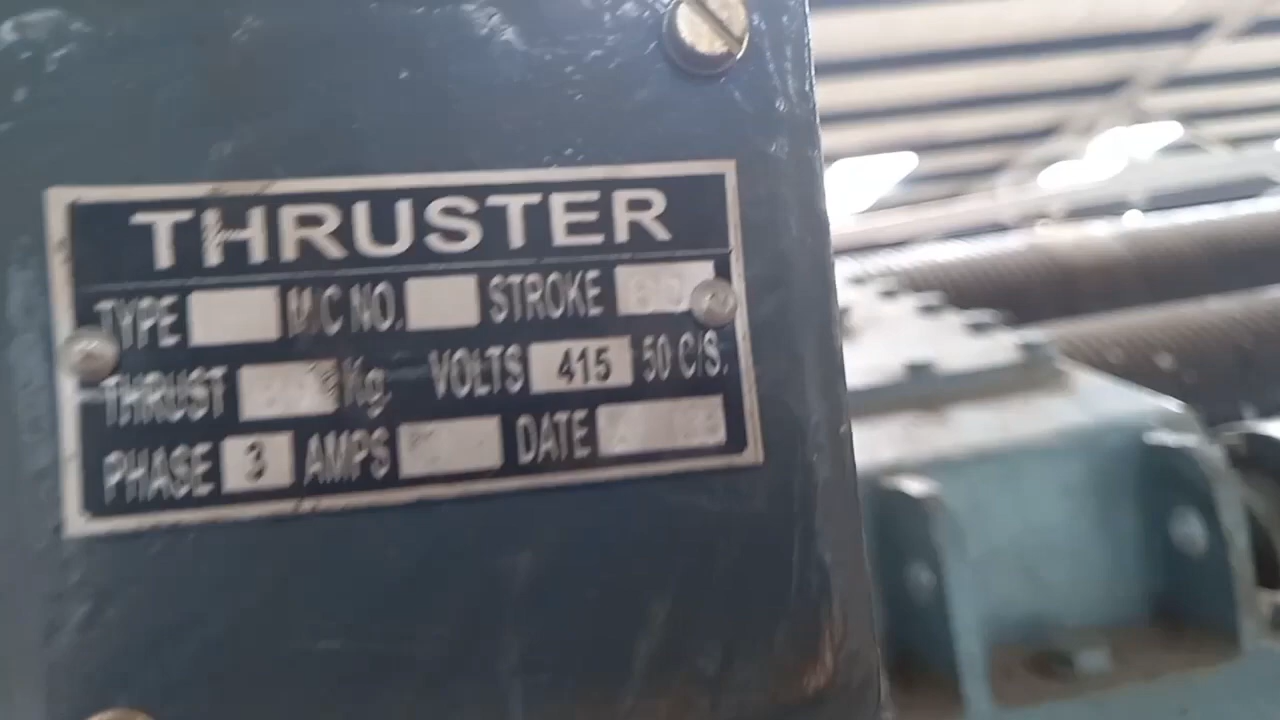 THRUSTER
TYPE M.C NO. STROKE
THRUST Kg. VOLTS 415 50 C/S.
PHASE 3 AMPS DATE